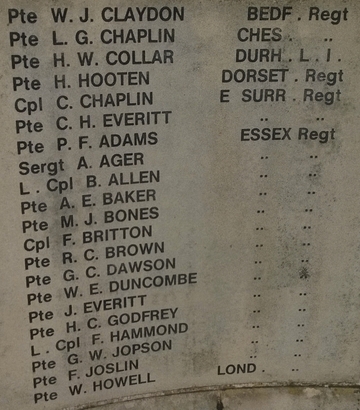 Pte W. J. CLAYDON BEDF. Regt
Pte L. G. CHAPLIN CHES. ..
Pte H. W. COLLAR DURH. L. I.
Pte H. HOOTEN DORSET. Regt
Cpl C. CHAPLIN E SURR. Regt
Pte C. H. EVERITT .. ..
Pte P. F. ADAMS ESSEX Regt
Sergt A. AGER .. ..
L. Cpl B. ALLEN .. ..
Pte A. E. BAKER .. ..
Pte M. J. BONES .. ..
Cpl F. BRITTON .. ..
Pte R. C. BROWN .. ..
Pte G. C. DAWSON .. ..
Pte W. E. DUNCOMBE .. ..
Pte J. EVERITT .. ..
Pte H. C. GODFREY .. ..
L. Cpl F. HAMMOND .. ..
Pte G. W. JOPSON .. ..
Pte F. JOSLIN .. ..
Pte W. HOWELL LOND. ..